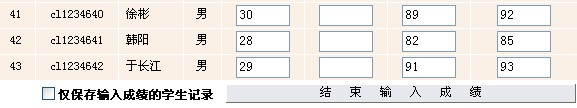 41 cl1234640 徐彬 男 30 89 92
42 cl1234641 韩阳 男 28 82 85
43 cl1234642 于长江 男 29 91 93
仅保存输入成绩的学生记录 结 束 输 入 成 绩